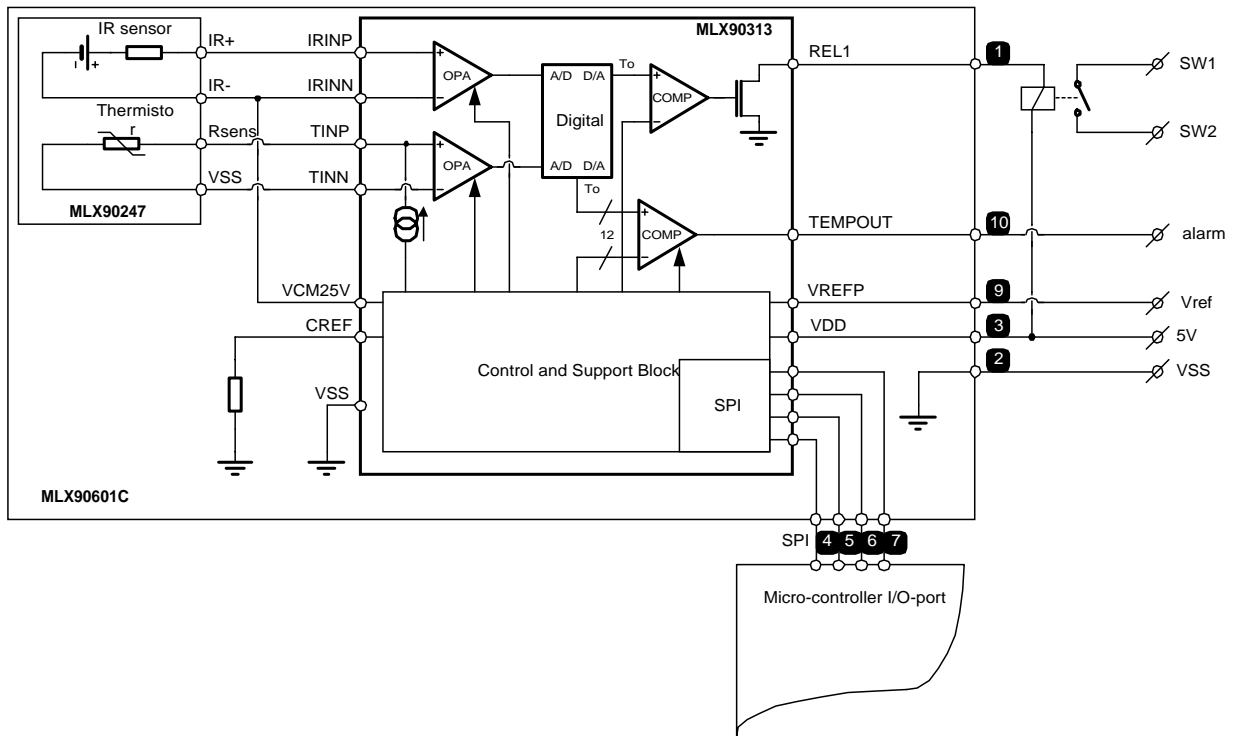 IR sensor
IR+
IRINP
MLX90313
REL1
1
SW1
- +
+
OPA
-
A/D D/A
To
+
COMP
-
IR-
IRINN
Digital
Thermisto
r
Rsens
TINP
SW2
+
OPA
-
A/D D/A
To
VSS
TINN
MLX90247
12
+
COMP
-
TEMPOUT
10
alarm
VCM25V
VREFP
9
Vref
CREF
VDD
3
5V
Control and Support Block
2
VSS
VSS
SPI
MLX90601C
SPI
4 5 6 7
Micro-controller I/O-port